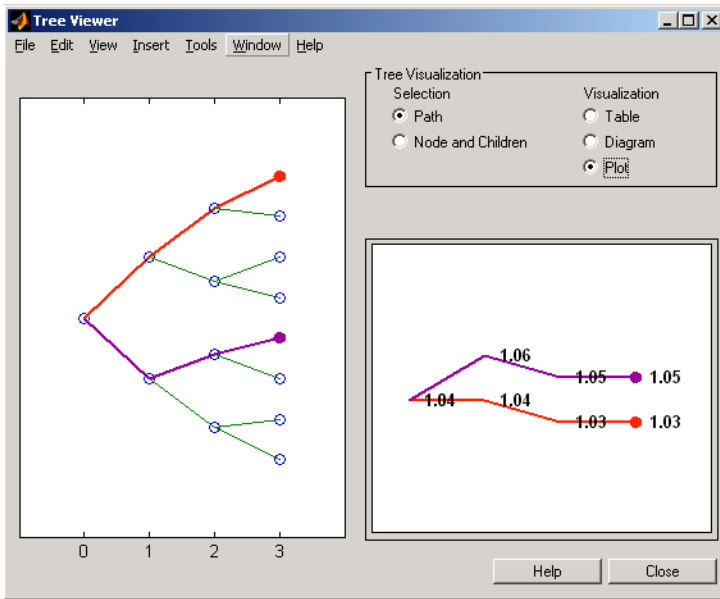 Tree Viewer
File Edit View Insert Tools Window Help
Tree Visualization
Selection Visualization
Path Table
Node and Children Diagram
Plot
1.06
1.05 1.05
1.04 1.04
1.03 1.03
0 1 2 3
Help Close